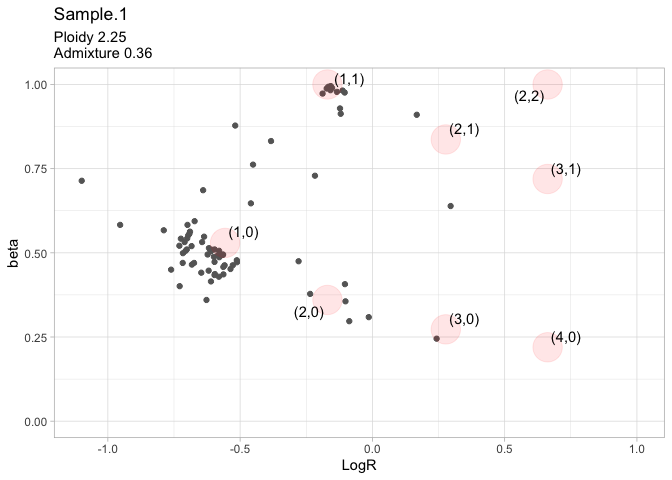 Sample.1
Ploidy 2.25
Admixture 0.36
1.00
(1,1)
(2,2)
(2,1)
0.75
(3,1)
beta
(1,0)
0.50
(2,0)
(3,0)
0.25
(4,0)
0.00
-1.0 -0.5 0.0 0.5 1.0
LogR